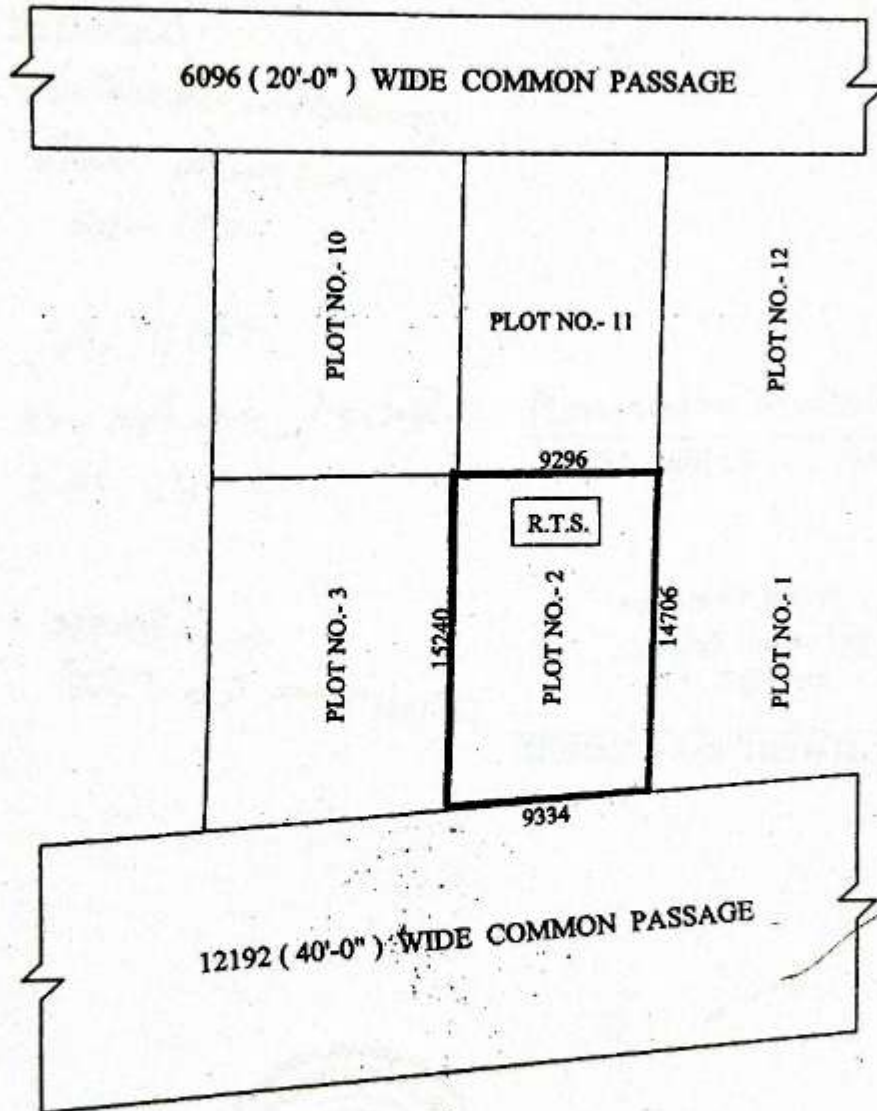 6096 ( 20'-0" ) WIDE COMMON PASSAGE
PLOT NO.- 10
PLOT NO.- 11
PLOT NO.- 12
9296
R.T.S.
PLOT NO.- 3
15240
PLOT NO.- 2
14706
PLOT NO.- 1
9334
12192 ( 40'-0" ) WIDE COMMON PASSAGE